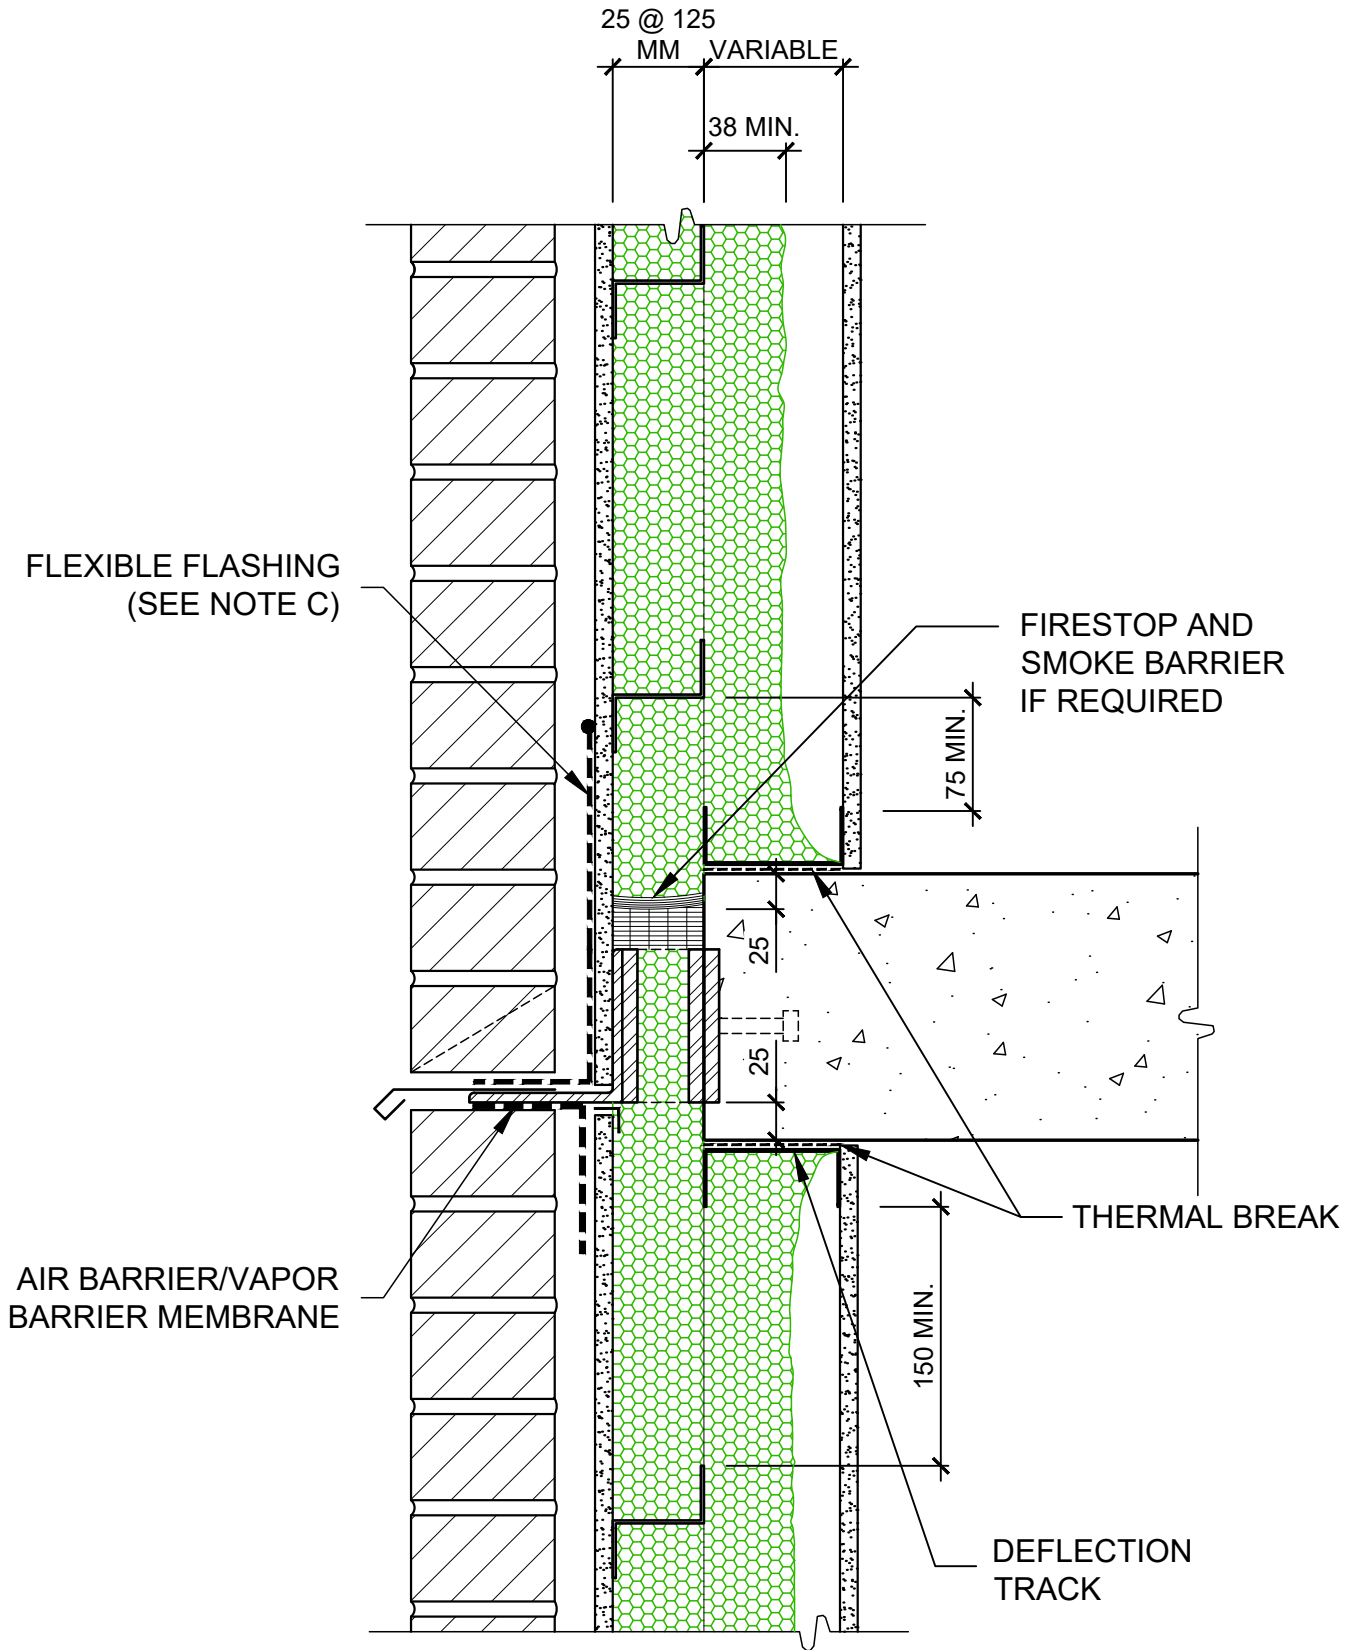 25 @ 125
MM
VARIABLE
38 MIN.
FLEXIBLE FLASHING
(SEE NOTE C)
FIRESTOP AND
SMOKE BARRIER
IF REQUIRED
75 MIN.
25
25
THERMAL BREAK
AIR BARRIER/VAPOR
BARRIER MEMBRANE
150 MIN.
DEFLECTION
TRACK